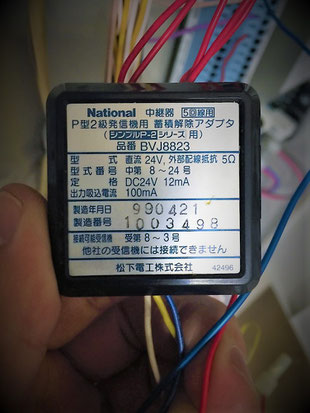 National 中継器 5回線用
P型2級発信機用 蓄積解除アダプタ
(シンプルP-2シリーズ用)
品番 BVJ8823
型式 直流24V, 外部配線抵抗 5Ω
型式番号 中第8～24号
定格 DC24V 12mA
出力吸込電流 100mA
製造年月日 990421
製造番号 1003498
接続可能受信機 受第8～3号
他社の受信機には接続できません
松下電工株式会社 42496